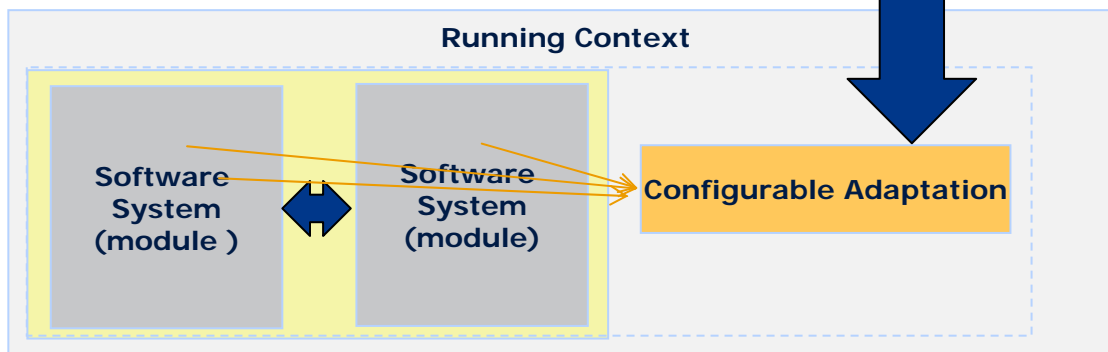 Running Context
Software
System
(module )
Software
System
(module)
Configurable Adaptation